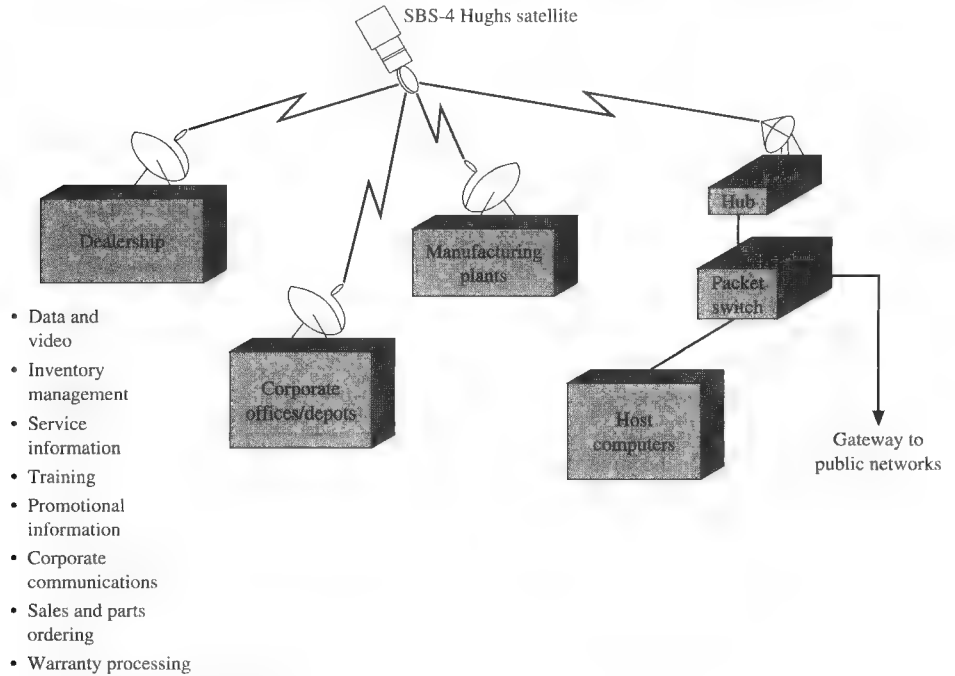 SBS-4 Hughs satellite
Hub
Dealership
Manufacturing
plants
Packet
switch
Corporate
offices/depots
Host
computers
Gateway to
public networks
• Data and
video
• Inventory
management
• Service
information
• Training
• Promotional
information
• Corporate
communications
• Sales and parts
ordering
• Warranty processing